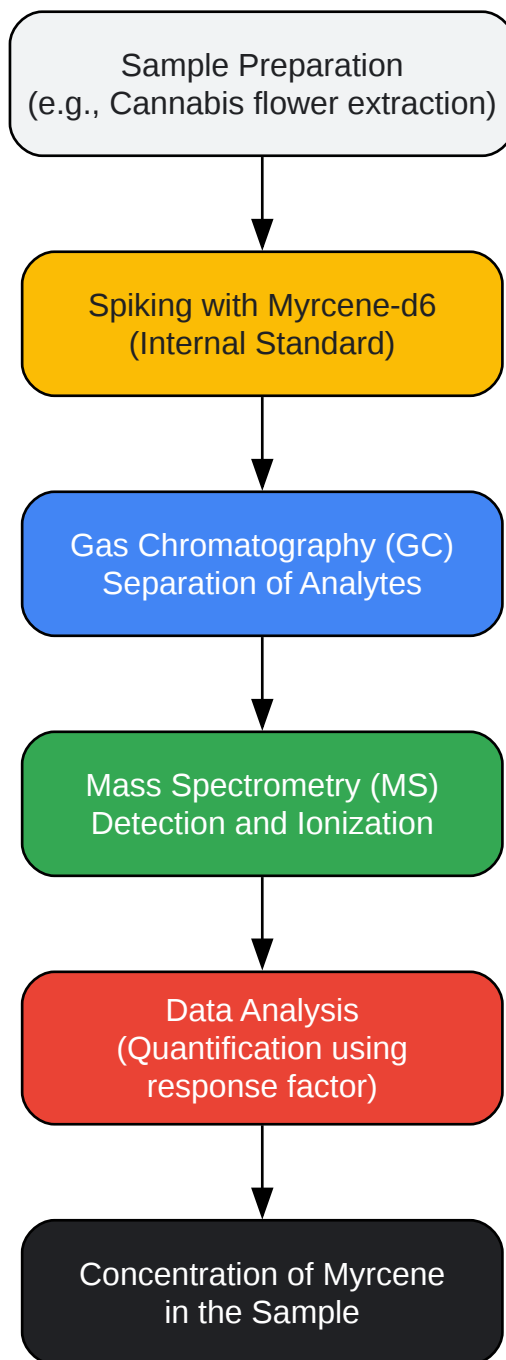 Sample Preparation
(e.g., Cannabis flower extraction)
Spiking with Myrcene-d6
(Internal Standard)
Gas Chromatography (GC)
Separation of Analytes
Mass Spectrometry (MS)
Detection and Ionization
Data Analysis
(Quantification using
response factor)
Concentration of Myrcene
in the Sample